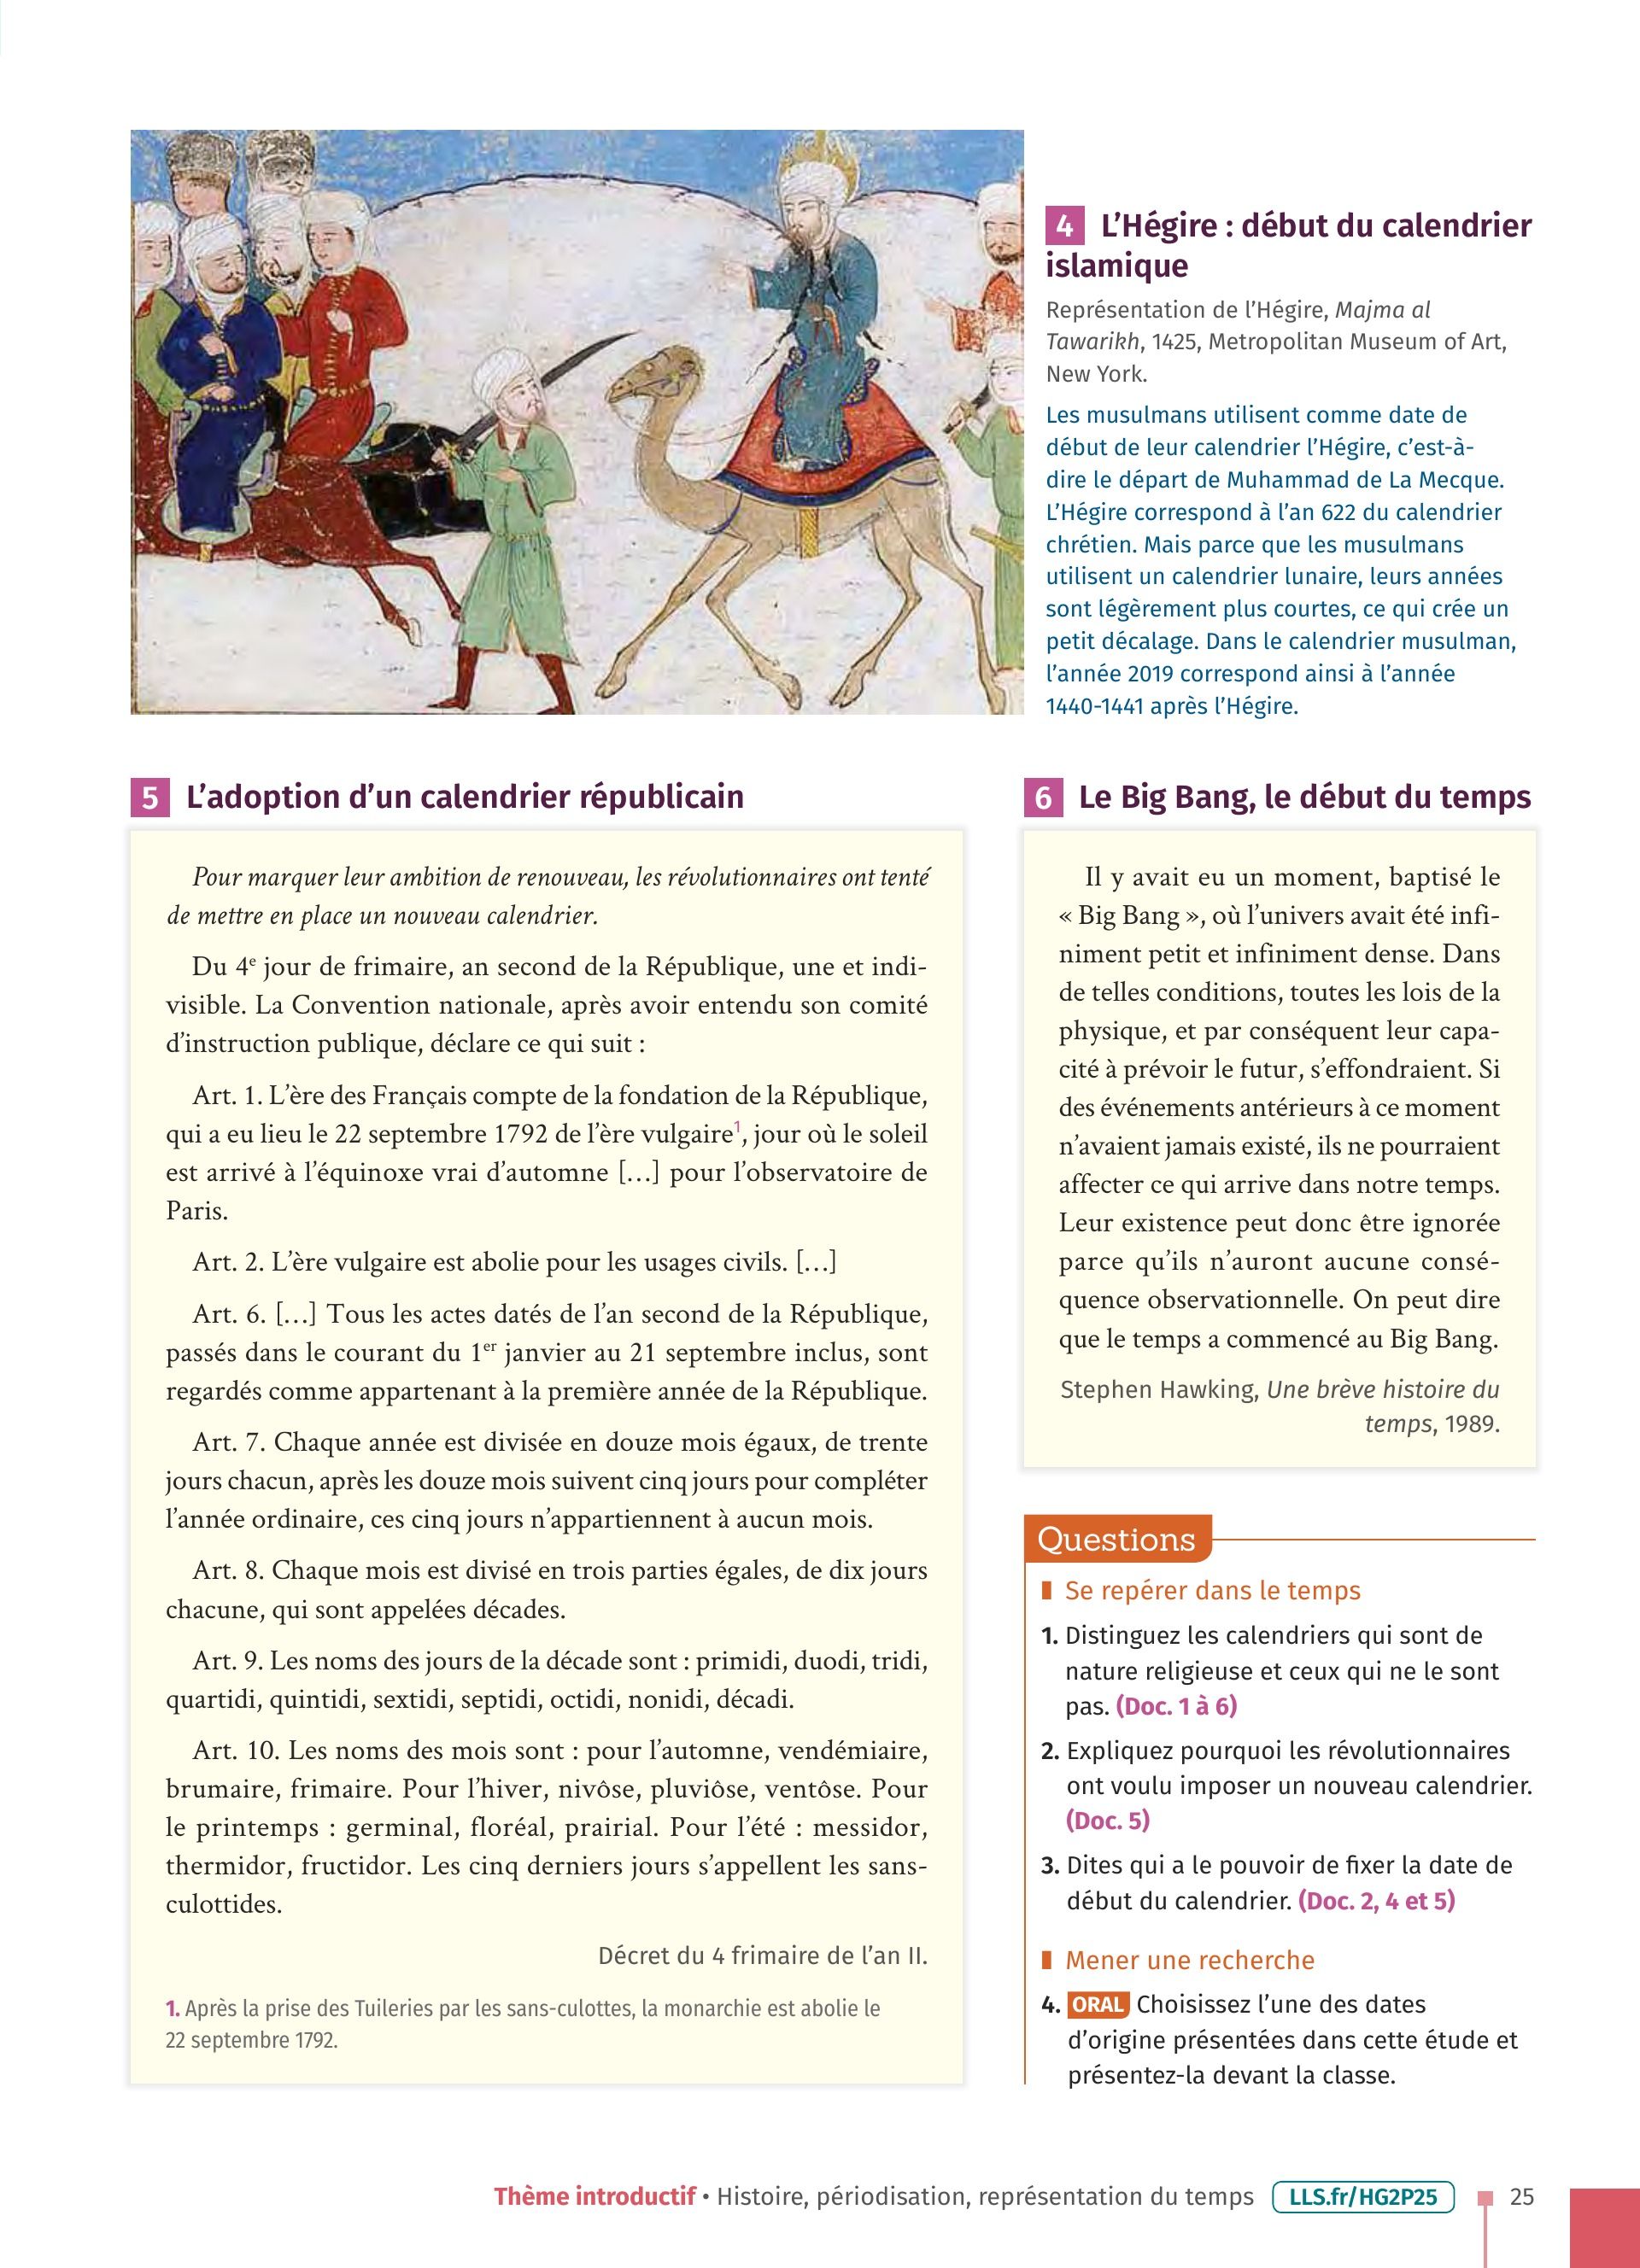 4 L’Hégire : début du calendrier
islamique
Représentation de l’Hégire, Majma al
Tawarikh, 1425, Metropolitan Museum of Art,
New York.
Les musulmans utilisent comme date de
début de leur calendrier l’Hégire, c’est-à-
dire le départ de Muhammad de La Mecque.
L’Hégire correspond à l’an 622 du calendrier
chrétien. Mais parce que les musulmans
utilisent un calendrier lunaire, leurs années
sont légèrement plus courtes, ce qui crée un
petit décalage. Dans le calendrier musulman,
l’année 2019 correspond ainsi à l’année
1440-1441 après l’Hégire.
5 L’adoption d’un calendrier républicain
Pour marquer leur ambition de renouveau, les révolutionnaires ont tenté
de mettre en place un nouveau calendrier.
Du 4e jour de frimaire, an second de la République, une et indi-
visible. La Convention nationale, après avoir entendu son comité
d’instruction publique, déclare ce qui suit :
Art. 1. L’ère des Français compte de la fondation de la République,
qui a eu lieu le 22 septembre 1792 de l’ère vulgaire1, jour où le soleil
est arrivé à l’équinoxe vrai d’automne […] pour l’observatoire de
Paris.
Art. 2. L’ère vulgaire est abolie pour les usages civils. […]
Art. 6. […] Tous les actes datés de l’an second de la République,
passés dans le courant du 1er janvier au 21 septembre inclus, sont
regardés comme appartenant à la première année de la République.
Art. 7. Chaque année est divisée en douze mois égaux, de trente
jours chacun, après les douze mois suivent cinq jours pour compléter
l’année ordinaire, ces cinq jours n’appartiennent à aucun mois.
Art. 8. Chaque mois est divisé en trois parties égales, de dix jours
chacune, qui sont appelées décades.
Art. 9. Les noms des jours de la décade sont : primidi, duodi, tridi,
quartidi, quintidi, sextidi, septidi, octidi, nonidi, décadi.
Art. 10. Les noms des mois sont : pour l’automne, vendémiaire,
brumaire, frimaire. Pour l’hiver, nivôse, pluviôse, ventôse. Pour
le printemps : germinal, floréal, prairial. Pour l’été : messidor,
thermidor, fructidor. Les cinq derniers jours s’appellent les sans-
culottides.
Décret du 4 frimaire de l’an II.
1. Après la prise des Tuileries par les sans-culottes, la monarchie est abolie le
22 septembre 1792.
6 Le Big Bang, le début du temps
Il y avait eu un moment, baptisé le
« Big Bang », où l’univers avait été infi-
niment petit et infiniment dense. Dans
de telles conditions, toutes les lois de la
physique, et par conséquent leur capa-
cité à prévoir le futur, s’effondraient. Si
des événements antérieurs à ce moment
n’avaient jamais existé, ils ne pourraient
affecter ce qui arrive dans notre temps.
Leur existence peut donc être ignorée
parce qu’ils n’auront aucune consé-
quence observationnelle. On peut dire
que le temps a commencé au Big Bang.
Stephen Hawking, Une brève histoire du
temps, 1989.
Questions
Se repérer dans le temps
1. Distinguez les calendriers qui sont de
nature religieuse et ceux qui ne le sont
pas. (Doc. 1 à 6)
2. Expliquez pourquoi les révolutionnaires
ont voulu imposer un nouveau calendrier.
(Doc. 5)
3. Dites qui a le pouvoir de fixer la date de
début du calendrier. (Doc. 2, 4 et 5)
Mener une recherche
4. ORAL Choisissez l’une des dates
d’origine présentées dans cette étude et
présentez-la devant la classe.
Thème introductif • Histoire, périodisation, représentation du temps LLS.fr/HG2P25 25